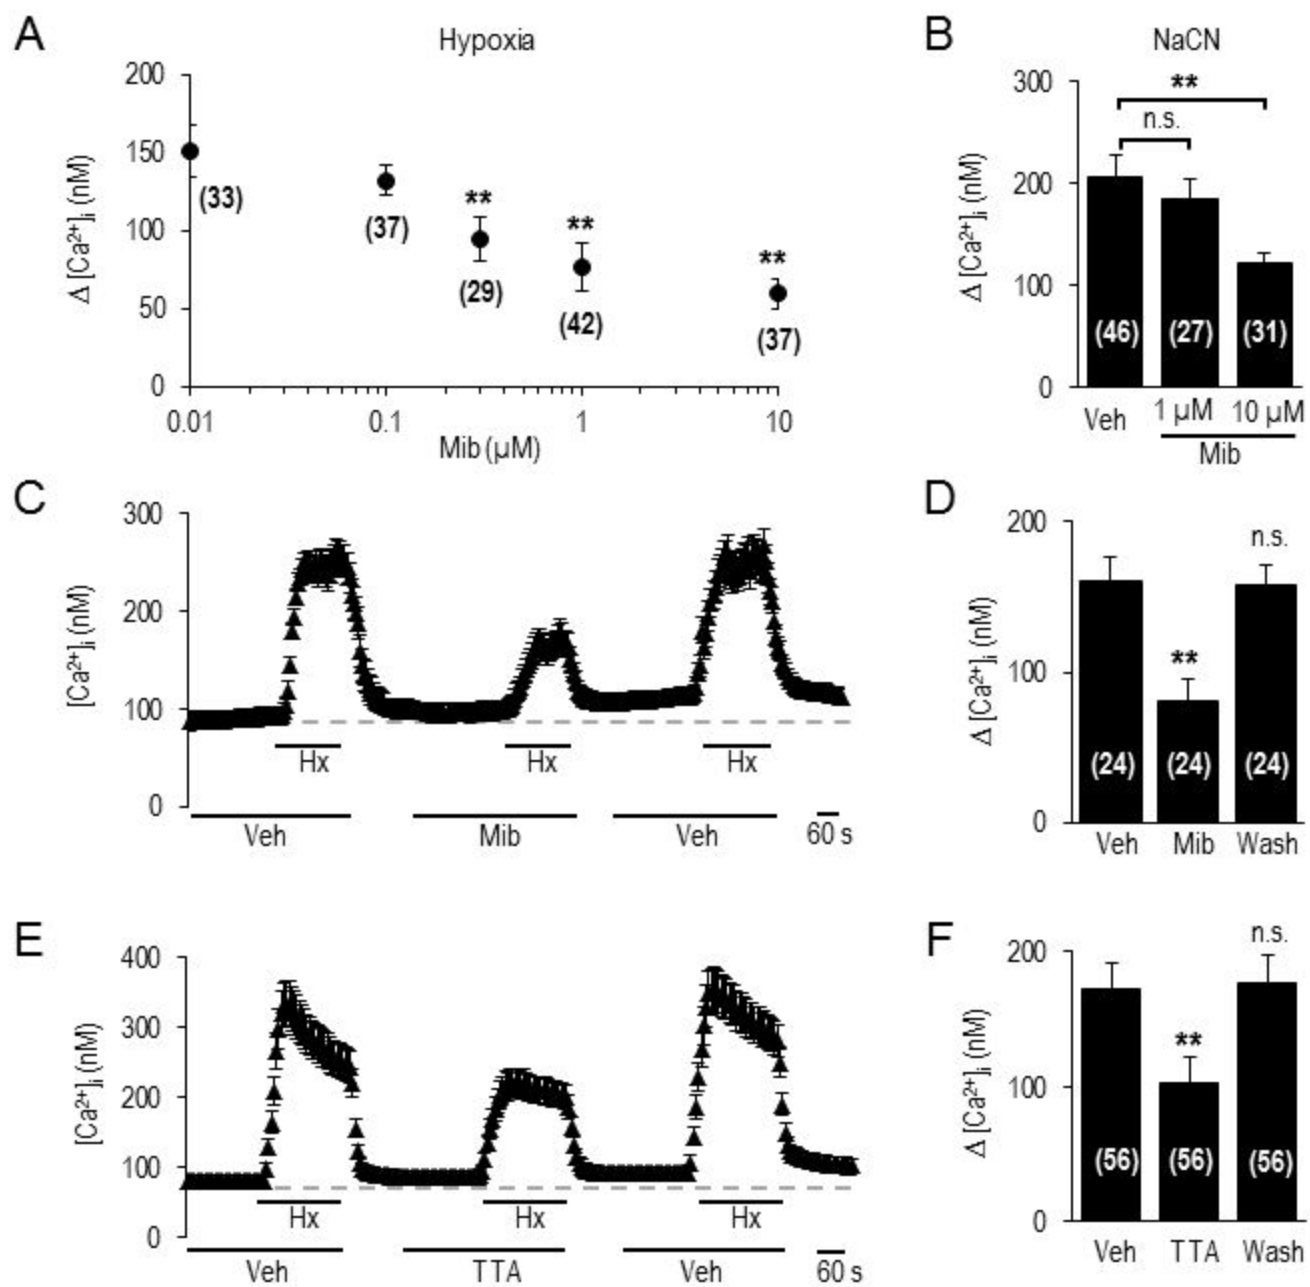 A
Hypoxia
Δ [Ca²⁺]ᵢ (nM)
200
150
100
50
0
(33)
(37)
**
(29)
**
(42)
**
(37)
0.01
0.1
1
10
Mib (µM)
B
NaCN
Δ [Ca²⁺]ᵢ (nM)
300
200
100
0
**
n.s.
(46)
(27)
(31)
Veh
1 µM
10 µM
Mib
C
[Ca²⁺]ᵢ (nM)
300
200
100
0
Hx
Hx
Hx
Veh
Mib
Veh
60 s
D
Δ [Ca²⁺]ᵢ (nM)
200
100
0
**
n.s.
(24)
(24)
(24)
Veh
Mib
Wash
E
[Ca²⁺]ᵢ (nM)
400
300
200
100
0
Hx
Hx
Hx
Veh
TTA
Veh
60 s
F
Δ [Ca²⁺]ᵢ (nM)
200
100
0
**
n.s.
(56)
(56)
(56)
Veh
TTA
Wash